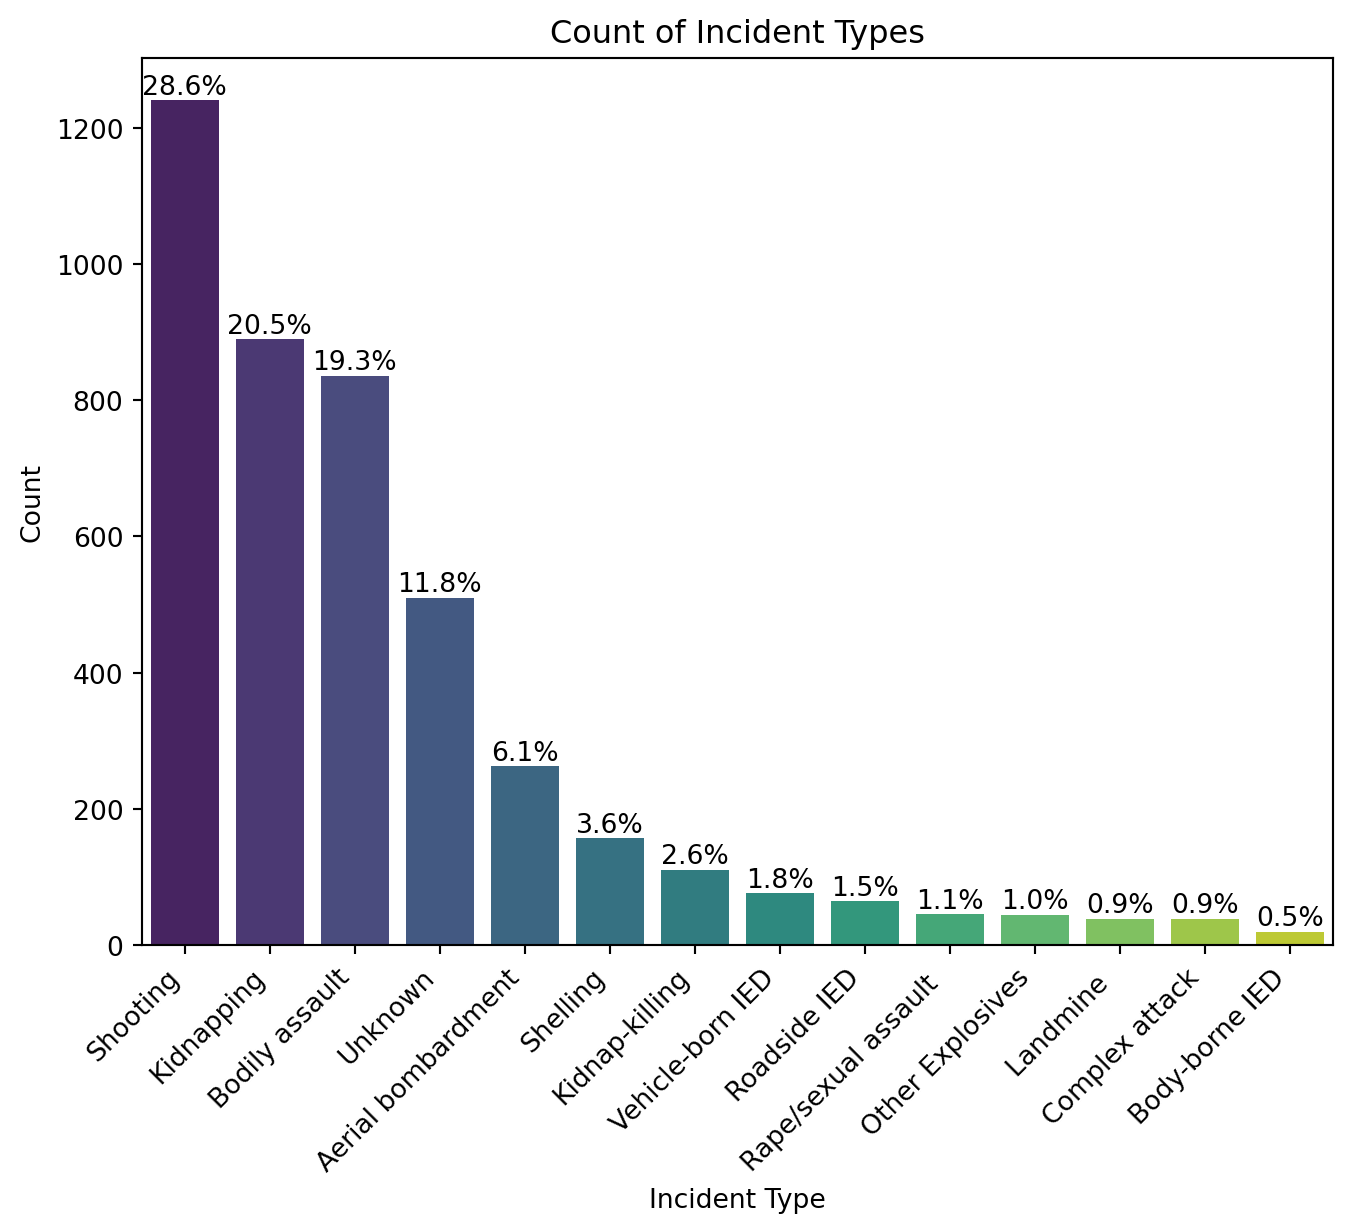 Count of Incident Types
Count
1200
1000
800
600
400
200
0
28.6%
20.5%
19.3%
11.8%
6.1%
3.6%
2.6%
1.8%
1.5%
1.1%
1.0%
0.9%
0.9%
0.5%
Shooting
Kidnapping
Bodily assault
Unknown
Aerial bombardment
Shelling
Kidnap-killing
Vehicle-born IED
Roadside IED
Rape/sexual assault
Other Explosives
Landmine
Complex attack
Body-borne IED
Incident Type